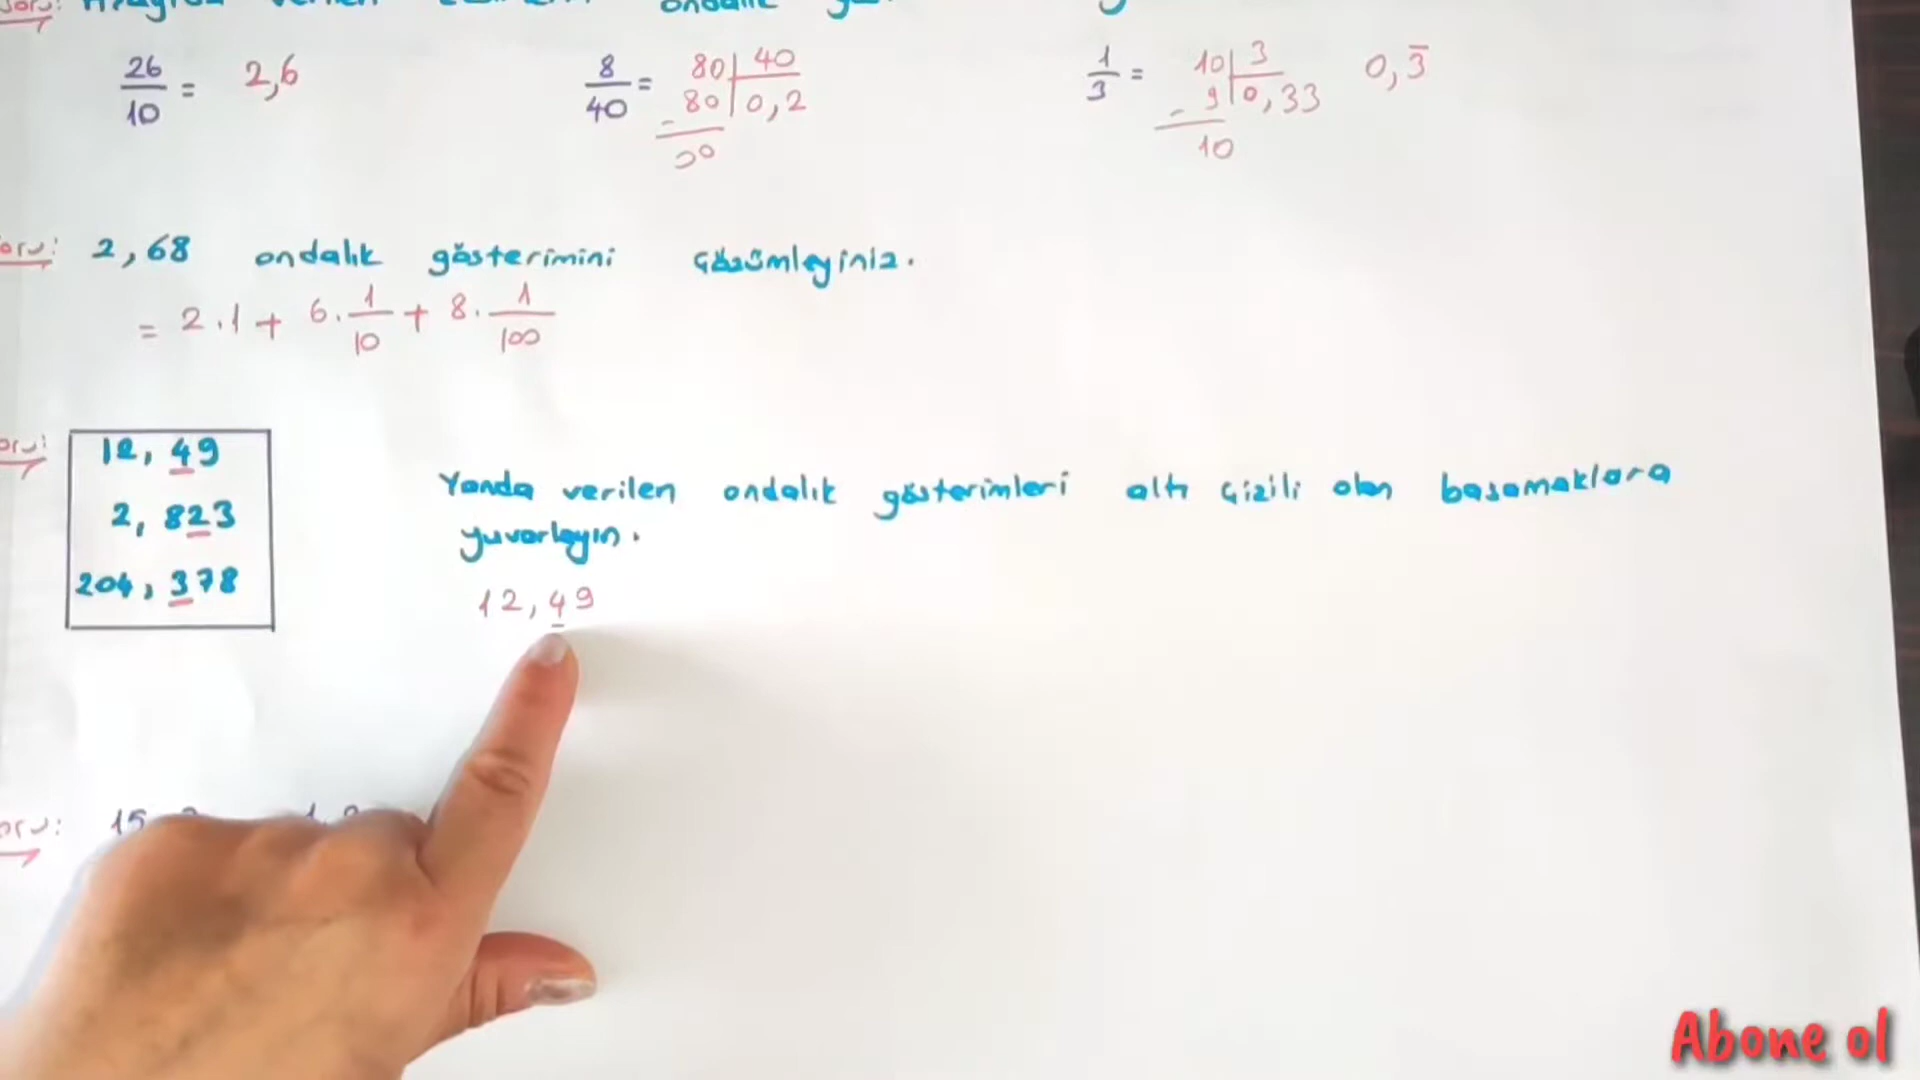 26/10 = 2,6
8/40 = 80 | 40
- 80 | 0,2
00
1/3 = 10 | 3 0,3̅
- 9 | 0,33
10
2,68 ondalık gösterimini çözümleyiniz.
= 2.1 + 6.1/10 + 8.1/100
12,49
2,823
204,378
Yanda verilen ondalık gösterimleri altı çizili olan basamaklara
yuvarlayın.
12,49
Abone ol